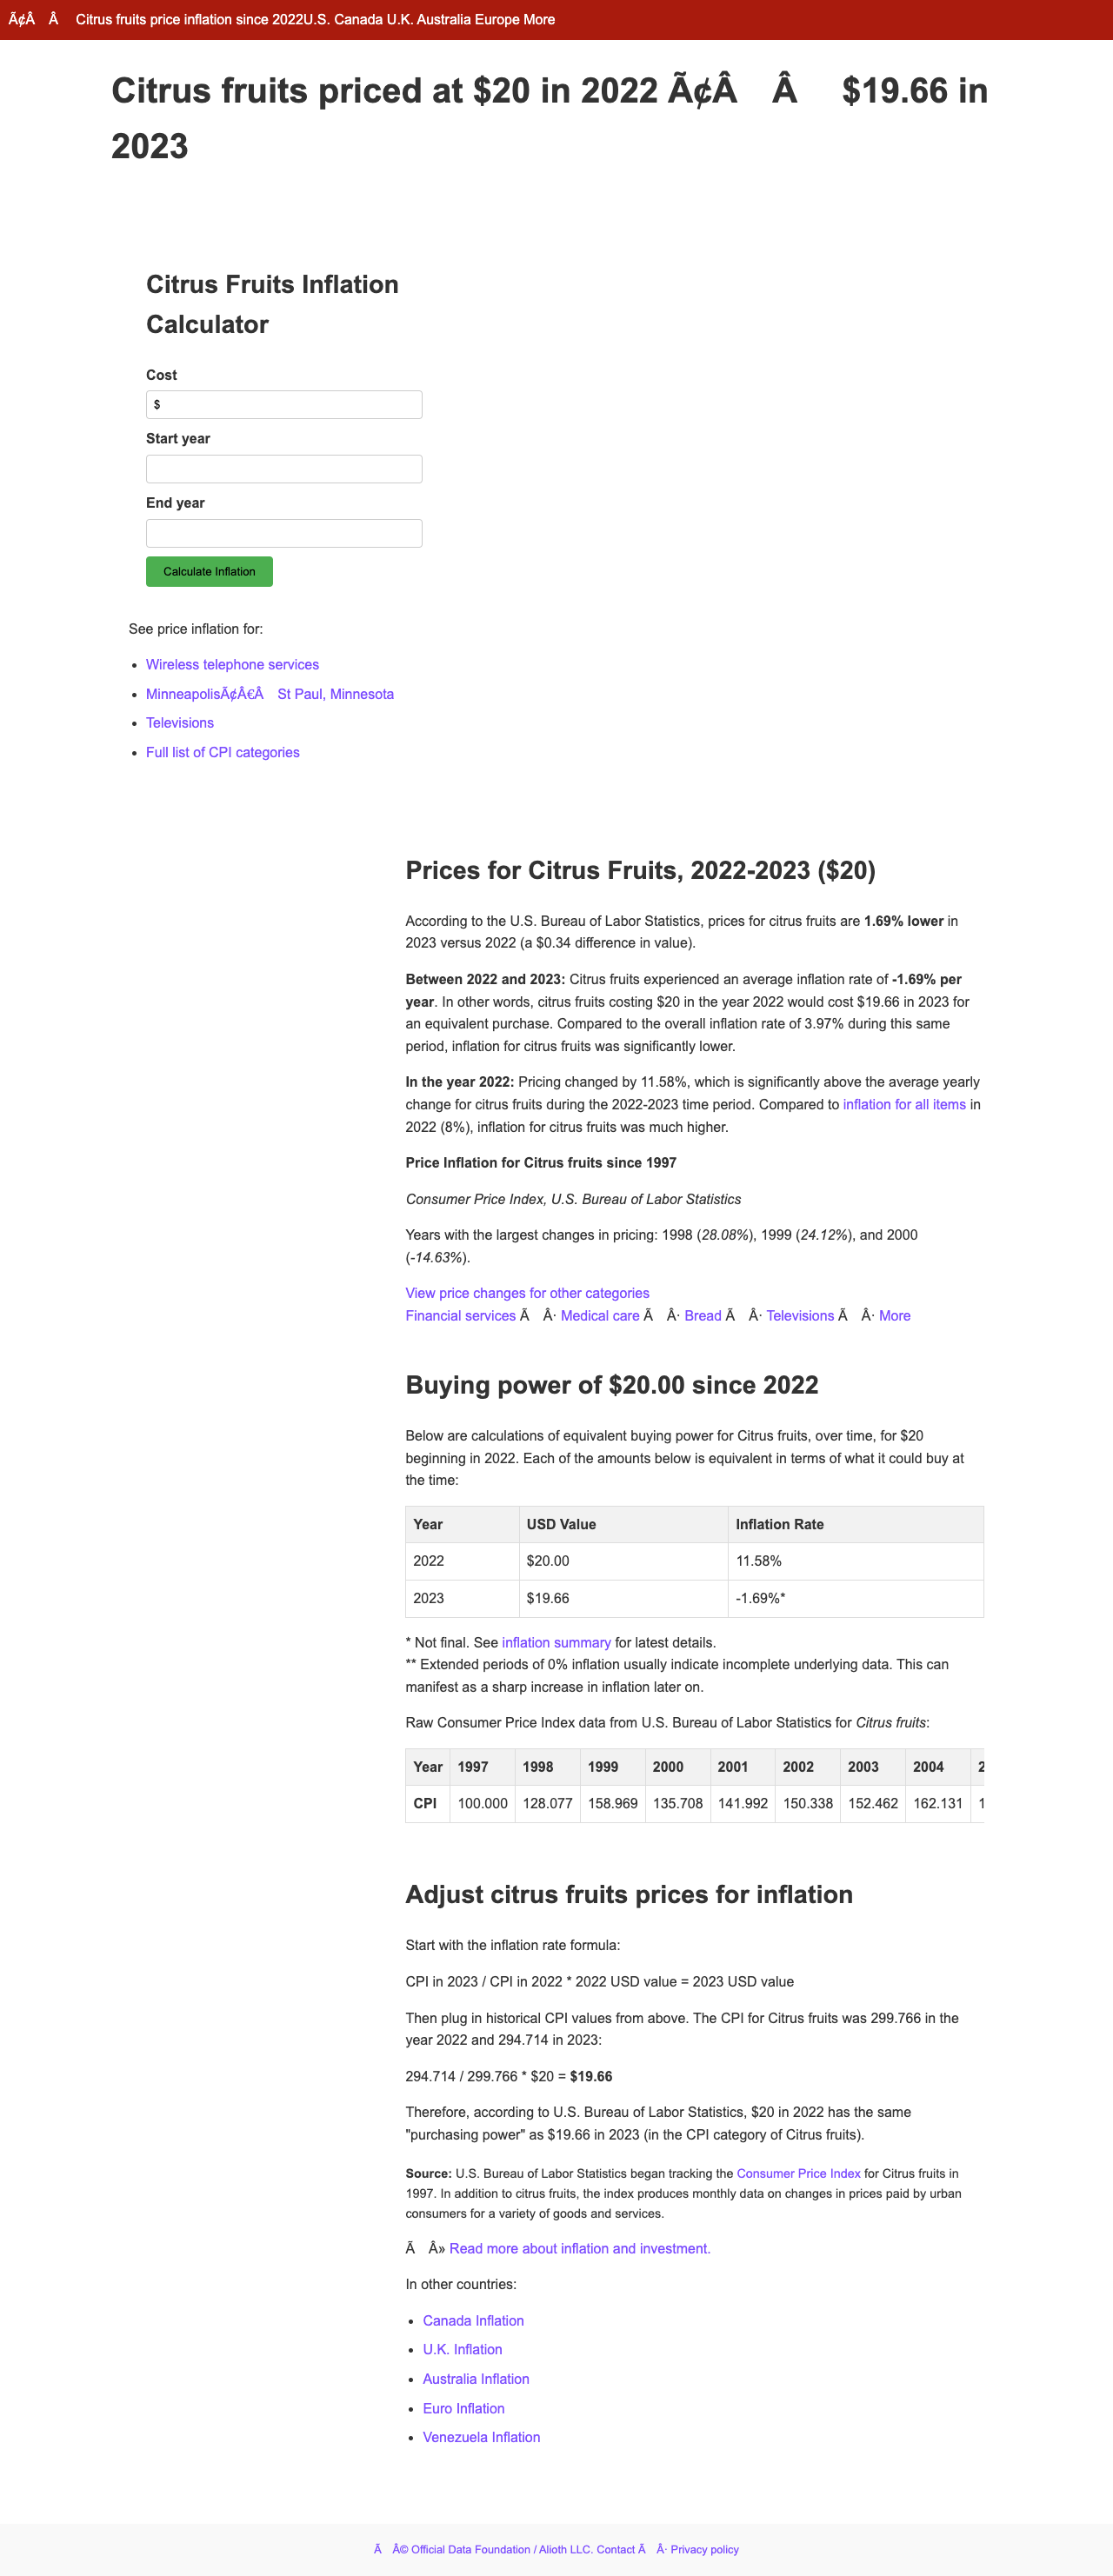 Ã¢Â Â Citrus fruits price inflation since 2022U.S. Canada U.K. Australia Europe More
Citrus fruits priced at $20 in 2022 Ã¢Â Â $19.66 in
2023
Citrus Fruits Inflation
Calculator
Cost
$
Start year
End year
Calculate Inflation
See price inflation for:
• Wireless telephone services
• MinneapolisÃ¢Â€Â St Paul, Minnesota
• Televisions
• Full list of CPI categories
Prices for Citrus Fruits, 2022-2023 ($20)
According to the U.S. Bureau of Labor Statistics, prices for citrus fruits are 1.69% lower in
2023 versus 2022 (a $0.34 difference in value).
Between 2022 and 2023: Citrus fruits experienced an average inflation rate of -1.69% per
year. In other words, citrus fruits costing $20 in the year 2022 would cost $19.66 in 2023 for
an equivalent purchase. Compared to the overall inflation rate of 3.97% during this same
period, inflation for citrus fruits was significantly lower.
In the year 2022: Pricing changed by 11.58%, which is significantly above the average yearly
change for citrus fruits during the 2022-2023 time period. Compared to inflation for all items in
2022 (8%), inflation for citrus fruits was much higher.
Price Inflation for Citrus fruits since 1997
Consumer Price Index, U.S. Bureau of Labor Statistics
Years with the largest changes in pricing: 1998 (28.08%), 1999 (24.12%), and 2000
(-14.63%).
View price changes for other categories
Financial services Ã Â· Medical care Ã Â· Bread Ã Â· Televisions Ã Â· More
Buying power of $20.00 since 2022
Below are calculations of equivalent buying power for Citrus fruits, over time, for $20
beginning in 2022. Each of the amounts below is equivalent in terms of what it could buy at
the time:
Year USD Value Inflation Rate
2022 $20.00 11.58%
2023 $19.66 -1.69%*
* Not final. See inflation summary for latest details.
** Extended periods of 0% inflation usually indicate incomplete underlying data. This can
manifest as a sharp increase in inflation later on.
Raw Consumer Price Index data from U.S. Bureau of Labor Statistics for Citrus fruits:
Year 1997 1998 1999 2000 2001 2002 2003 2004
CPI 100.000 128.077 158.969 135.708 141.992 150.338 152.462 162.131
Adjust citrus fruits prices for inflation
Start with the inflation rate formula:
CPI in 2023 / CPI in 2022 * 2022 USD value = 2023 USD value
Then plug in historical CPI values from above. The CPI for Citrus fruits was 299.766 in the
year 2022 and 294.714 in 2023:
294.714 / 299.766 * $20 = $19.66
Therefore, according to U.S. Bureau of Labor Statistics, $20 in 2022 has the same
"purchasing power" as $19.66 in 2023 (in the CPI category of Citrus fruits).
Source: U.S. Bureau of Labor Statistics began tracking the Consumer Price Index for Citrus fruits in
1997. In addition to citrus fruits, the index produces monthly data on changes in prices paid by urban
consumers for a variety of goods and services.
Ã Â» Read more about inflation and investment.
In other countries:
• Canada Inflation
• U.K. Inflation
• Australia Inflation
• Euro Inflation
• Venezuela Inflation
Ã Â© Official Data Foundation / Alioth LLC. Contact Ã Â· Privacy policy